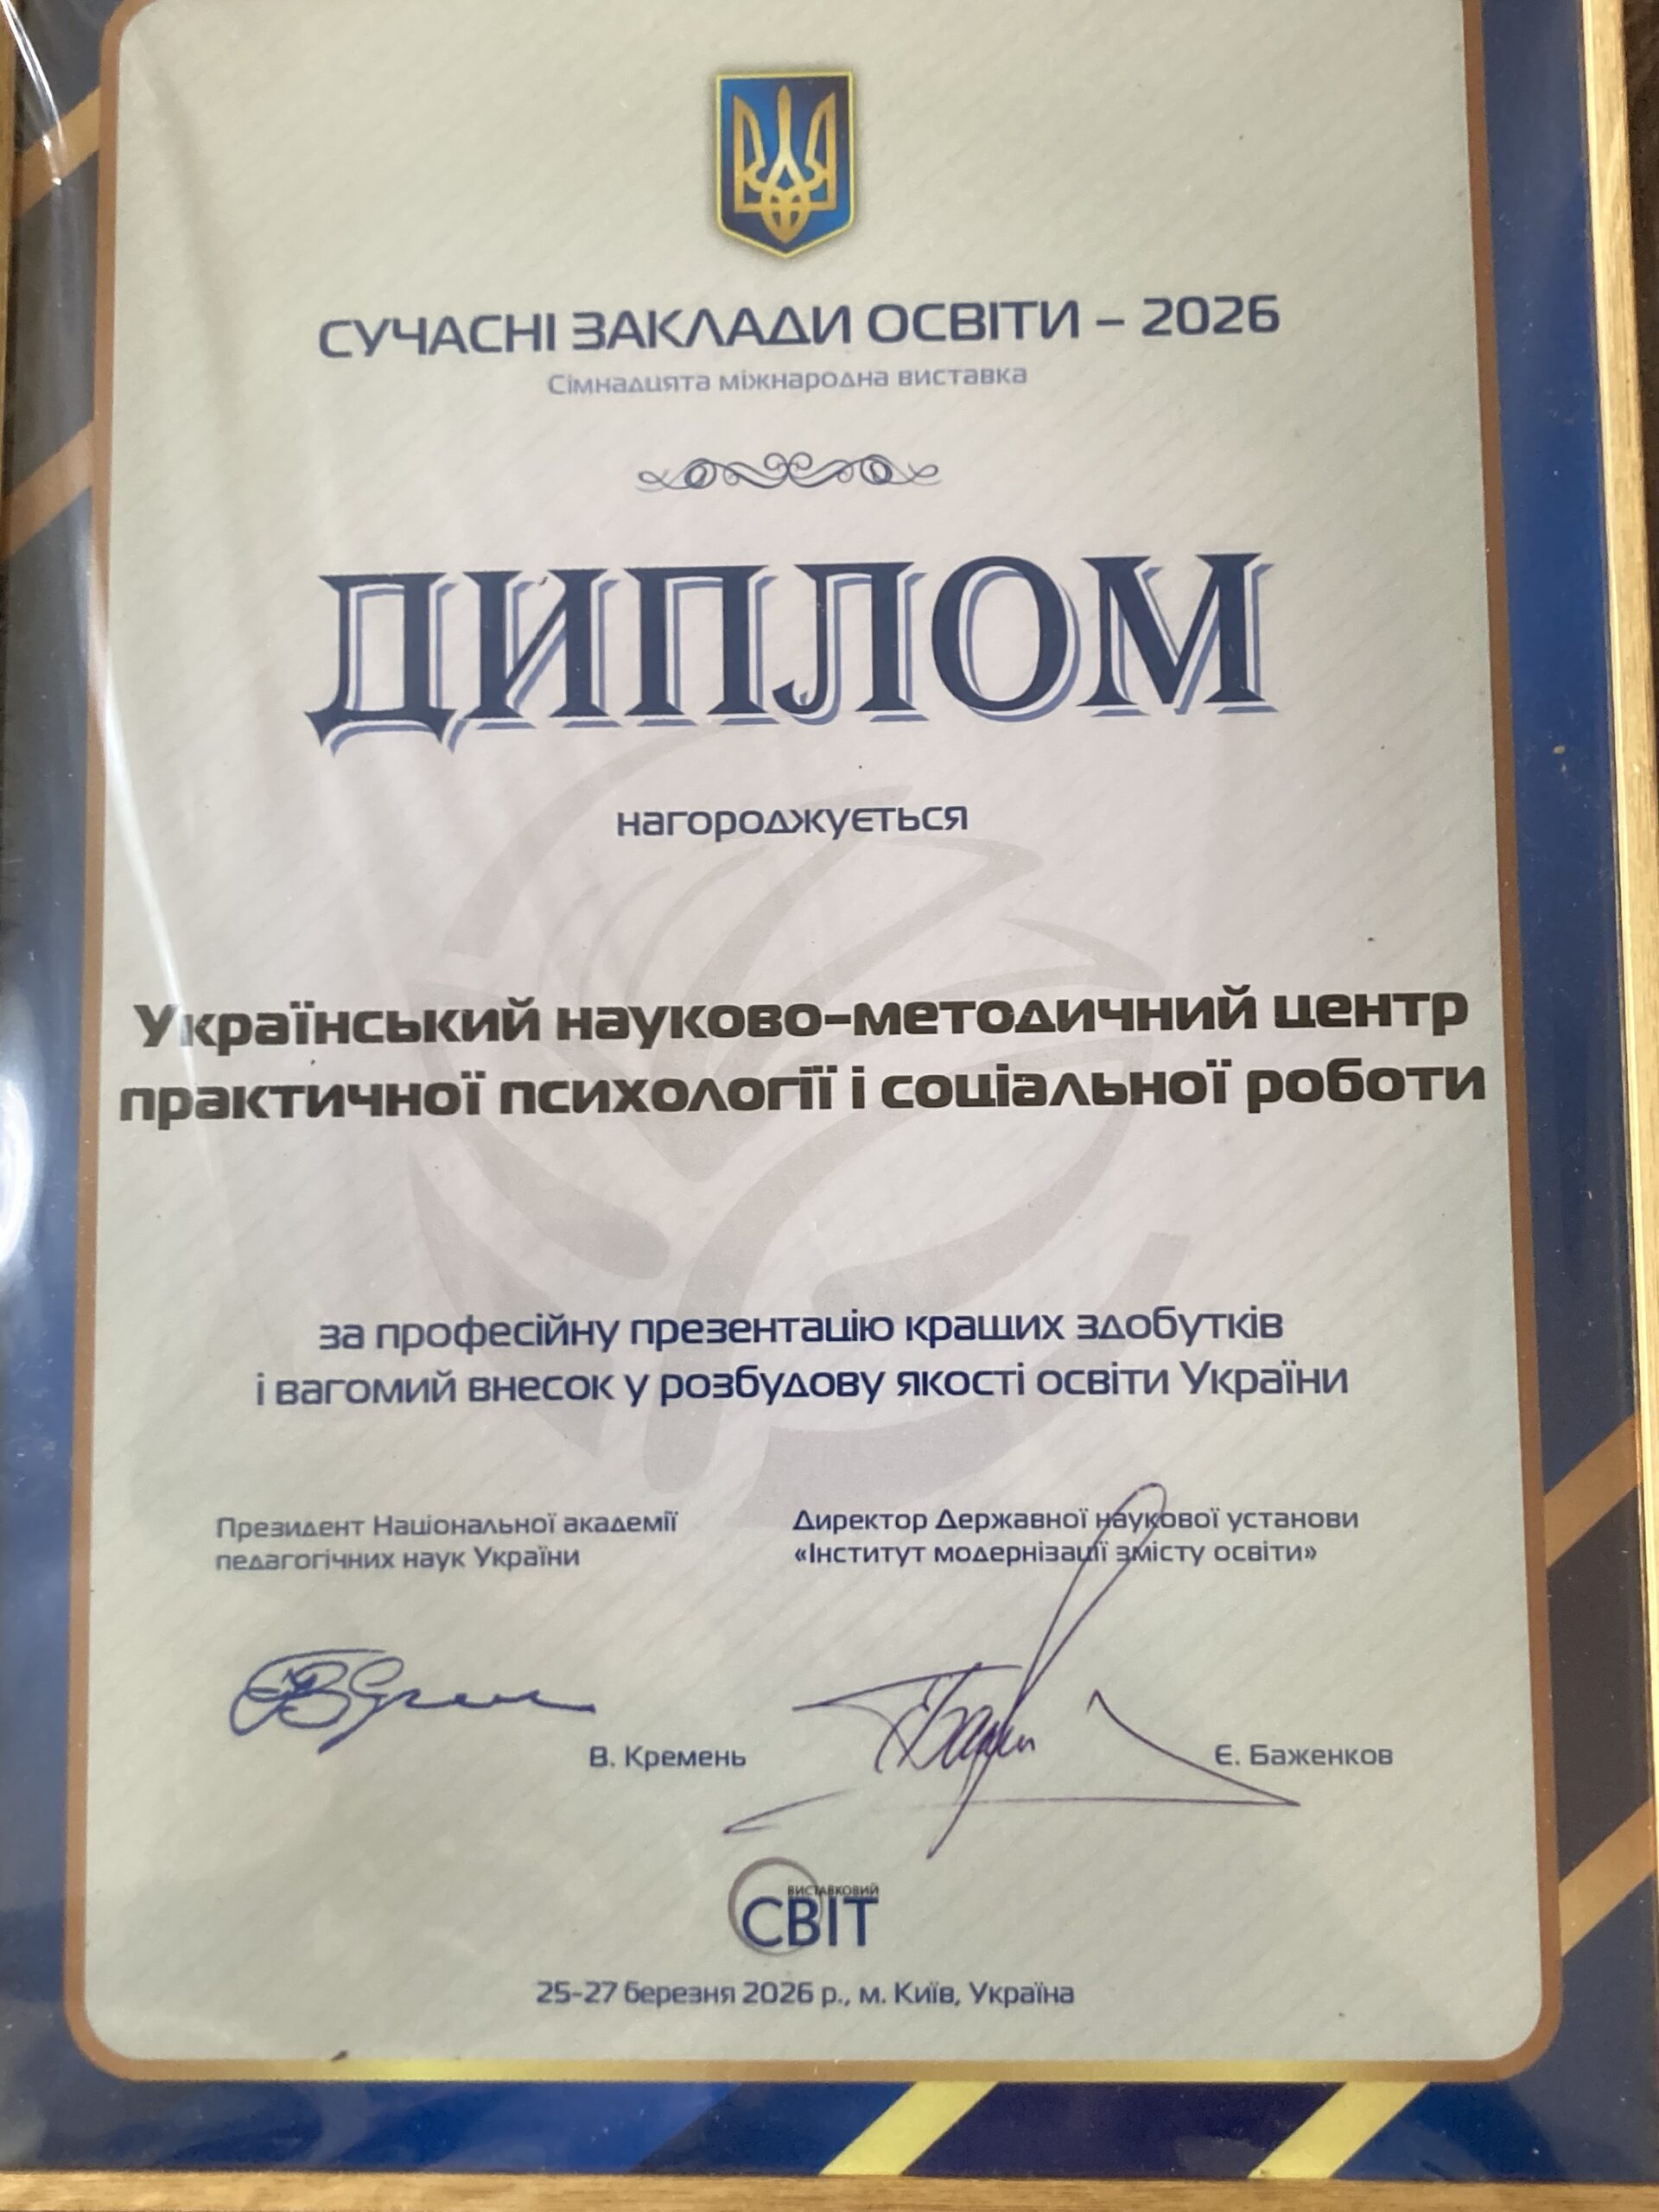 СУЧАСНІ ЗАКЛАДИ ОСВІТИ – 2026
Сімнадцята міжнародна виставка
ДИПЛОМ
нагороджується
Український науково-методичний центр
практичної психології і соціальної роботи
за професійну презентацію кращих здобутків
і вагомий внесок у розбудову якості освіти України
Президент Національної академії
педагогічних наук України
В. Кремень
Директор Державної наукової установи
«Інститут модернізації змісту освіти»
Є. Баженков
ВИСТАВКОВИЙ
СВІТ
25-27 березня 2026 р., м. Київ, Україна